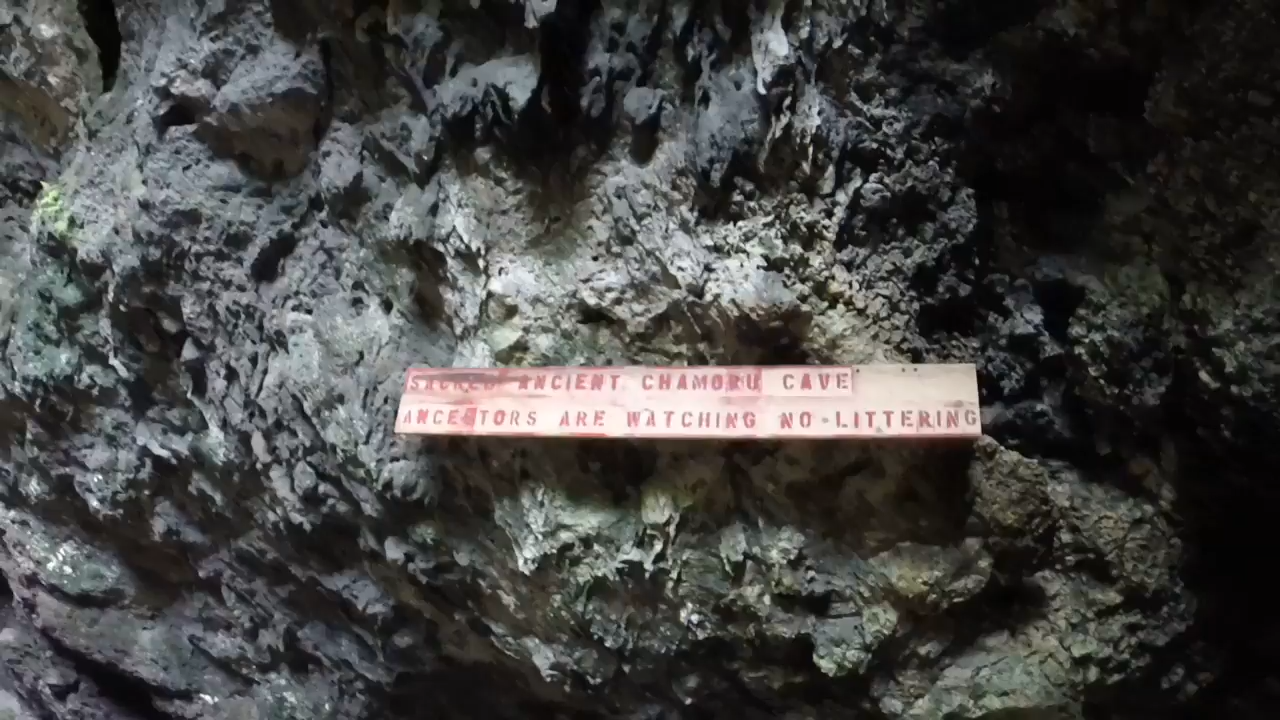 SACRED ANCIENT CHAMORU CAVE
ANCESTORS ARE WATCHING NO-LITTERING